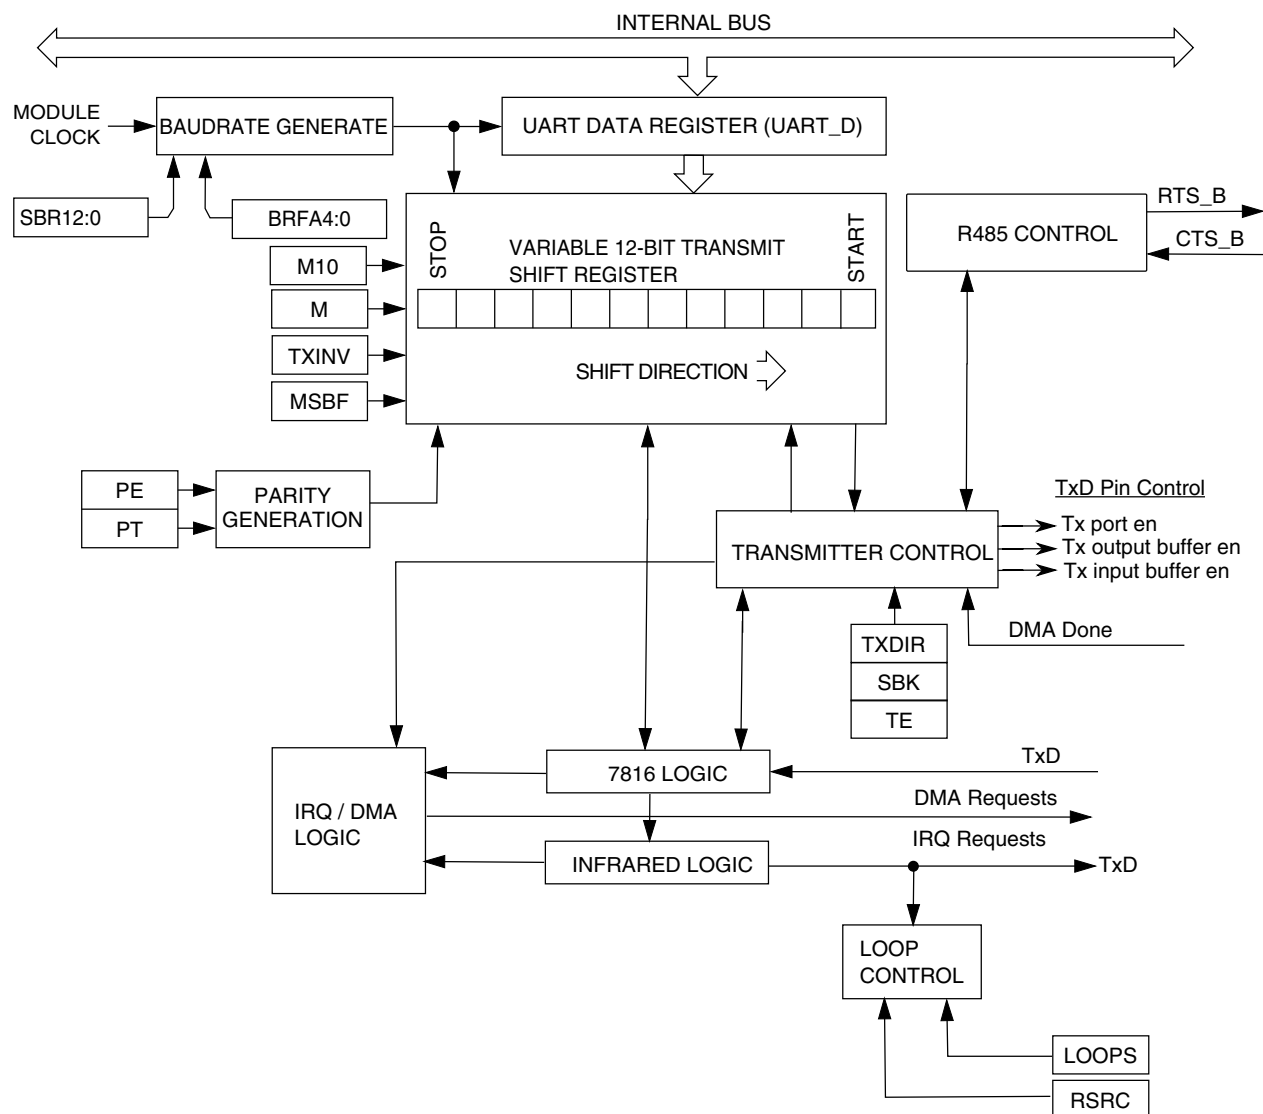 INTERNAL BUS
MODULE
CLOCK
BAUDRATE GENERATE
UART DATA REGISTER (UART_D)
SBR12:0
BRFA4:0
M10
M
TXINV
MSBF
STOP
VARIABLE 12-BIT TRANSMIT
SHIFT REGISTER
START
SHIFT DIRECTION
R485 CONTROL
RTS_B
CTS_B
PE
PT
PARITY
GENERATION
TRANSMITTER CONTROL
TxD Pin Control
Tx port en
Tx output buffer en
Tx input buffer en
DMA Done
TXDIR
SBK
TE
IRQ / DMA
LOGIC
7816 LOGIC
TxD
DMA Requests
IRQ Requests
INFRARED LOGIC
TxD
LOOP
CONTROL
LOOPS
RSRC